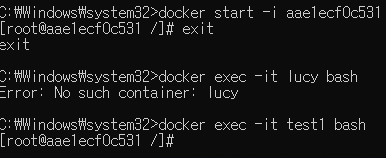 C:₩Windows₩system32>docker start -i aae1ecf0c531
[root@aae1ecf0c531 /]# exit
exit
C:₩Windows₩system32>docker exec -it lucy bash
Error: No such container: lucy
C:₩Windows₩system32>docker exec -it test1 bash
[root@aae1ecf0c531 /]#